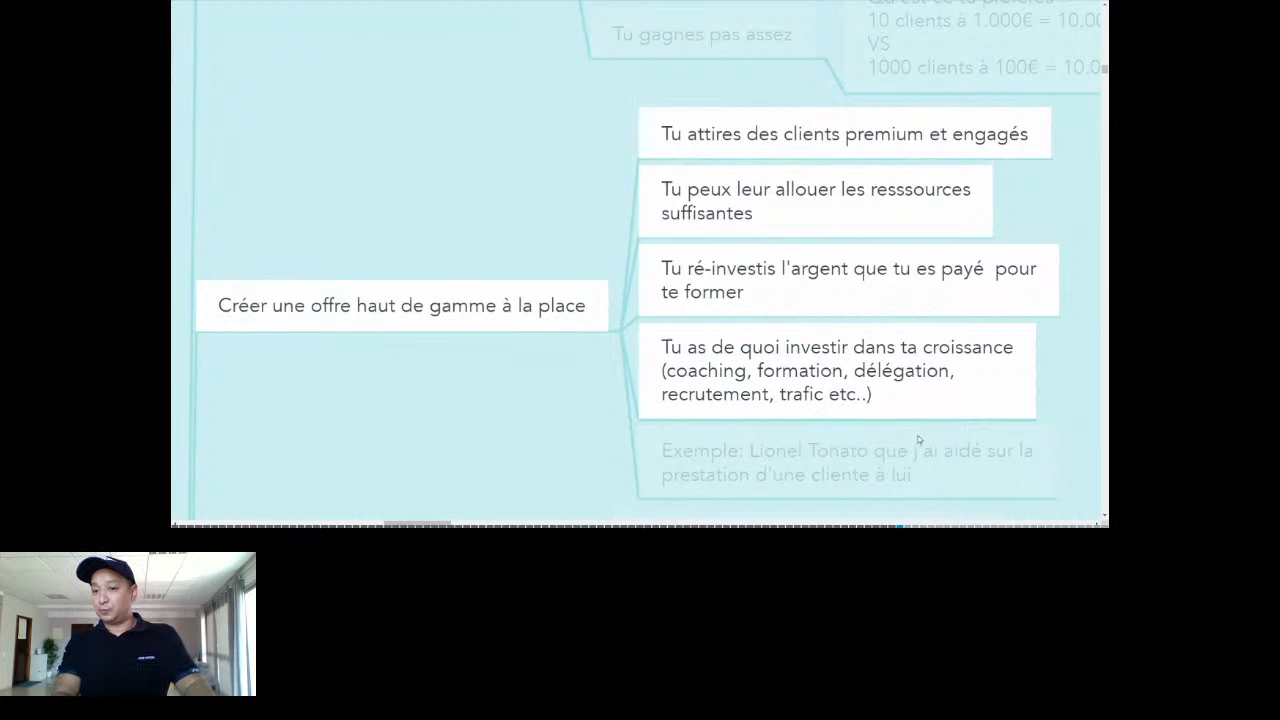 Tu gagnes pas assez
10 clients à 1.000€ = 10.00
VS
1000 clients à 100€ = 10.0
Tu attires des clients premium et engagés
Tu peux leur allouer les resssources
suffisantes
Tu ré-investis l'argent que tu es payé  pour
te former
Créer une offre haut de gamme à la place
Tu as de quoi investir dans ta croissance
(coaching, formation, délégation,
recrutement, trafic etc..)
Exemple: Lionel Tonato que j'ai aidé sur la
prestation d'une cliente à lui